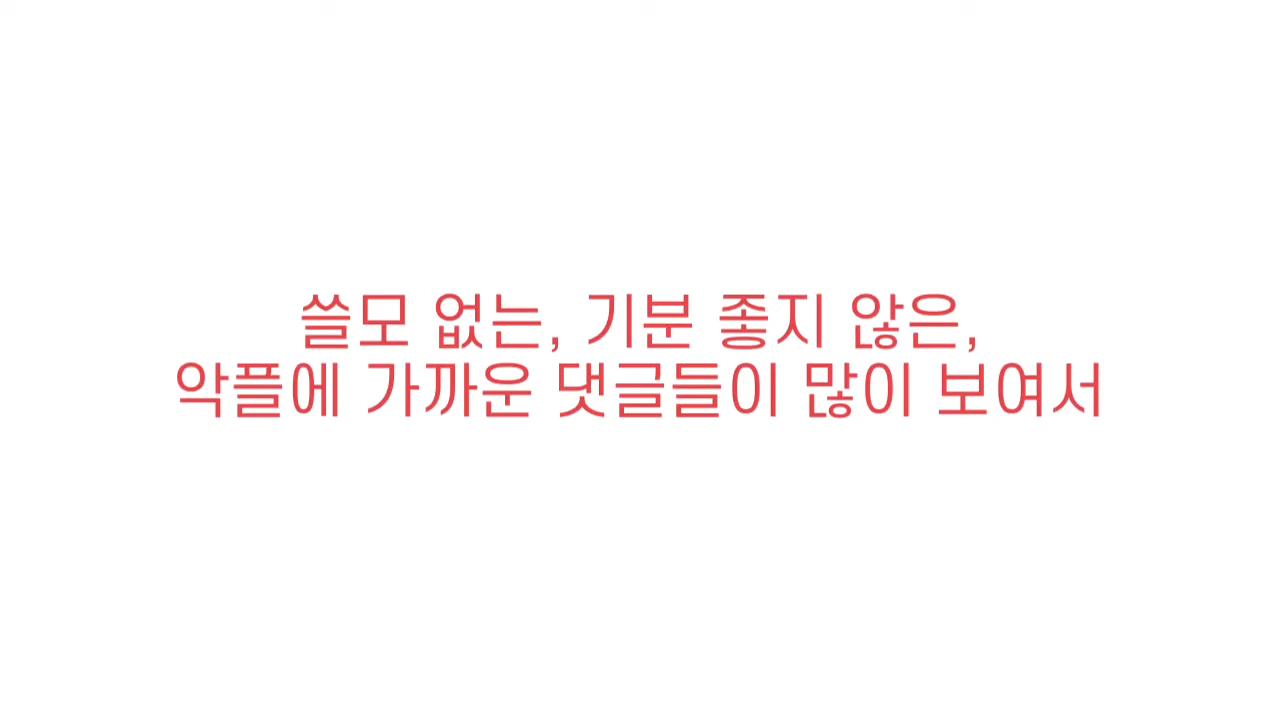 쓸모 없는, 기분 좋지 않은,
악플에 가까운 댓글들이 많이 보여서